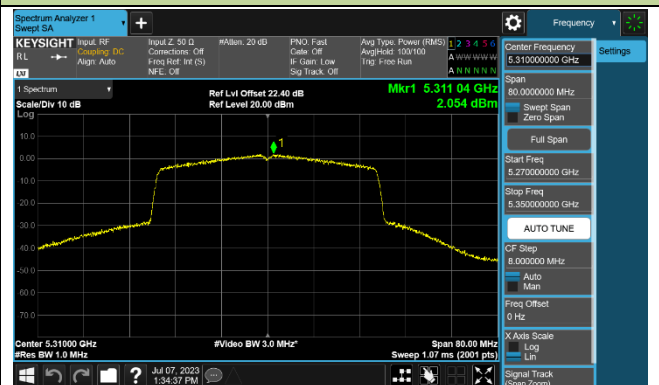 Spectrum Analyzer 1
Swept SA
+
Frequency
KEYSIGHT
Input: RF
Coupling: DC
Align: Auto
Input Z: 50 Ω
Corrections: Off
Freq Ref: Int (S)
NFE: Off
#Atten: 20 dB
PNO: Fast
Gate: Off
IF Gain: Low
Sig Track: Off
Avg Type: Power (RMS)
Avg|Hold: 100/100
Trig: Free Run
1 2 3 4 5 6
A W W W W W
A N N N N N
RL
LXI
1 Spectrum
Scale/Div 10 dB
Log
Ref Lvl Offset 22.40 dB
Ref Level 20.00 dBm
Mkr1 5.311 04 GHz
2.054 dBm
1
10.0
0.00
-10.0
-20.0
-30.0
-40.0
-50.0
-60.0
-70.0
Center 5.31000 GHz
#Res BW 1.0 MHz
#Video BW 3.0 MHz*
Span 80.00 MHz
Sweep 1.07 ms (2001 pts)
Jul 07, 2023
1:34:37 PM
?
Center Frequency
5.310000000 GHz
Settings
Span
80.0000000 MHz
Swept Span
Zero Span
Full Span
Start Freq
5.270000000 GHz
Stop Freq
5.350000000 GHz
AUTO TUNE
CF Step
8.000000 MHz
Auto
Man
Freq Offset
0 Hz
X Axis Scale
Log
Lin
Signal Track
(Span Zoom)